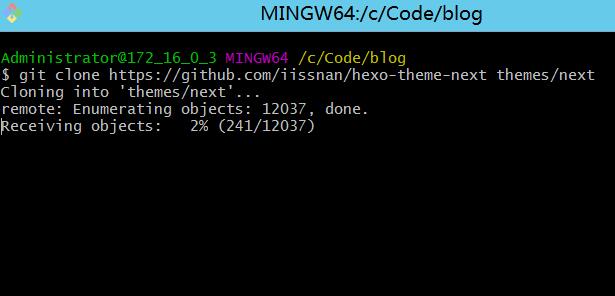 MINGW64:/c/Code/blog
Administrator@172_16_0_3 MINGW64 /c/Code/blog
$ git clone https://github.com/iissnan/hexo-theme-next themes/next
Cloning into 'themes/next'...
remote: Enumerating objects: 12037, done.
Receiving objects:   2% (241/12037)